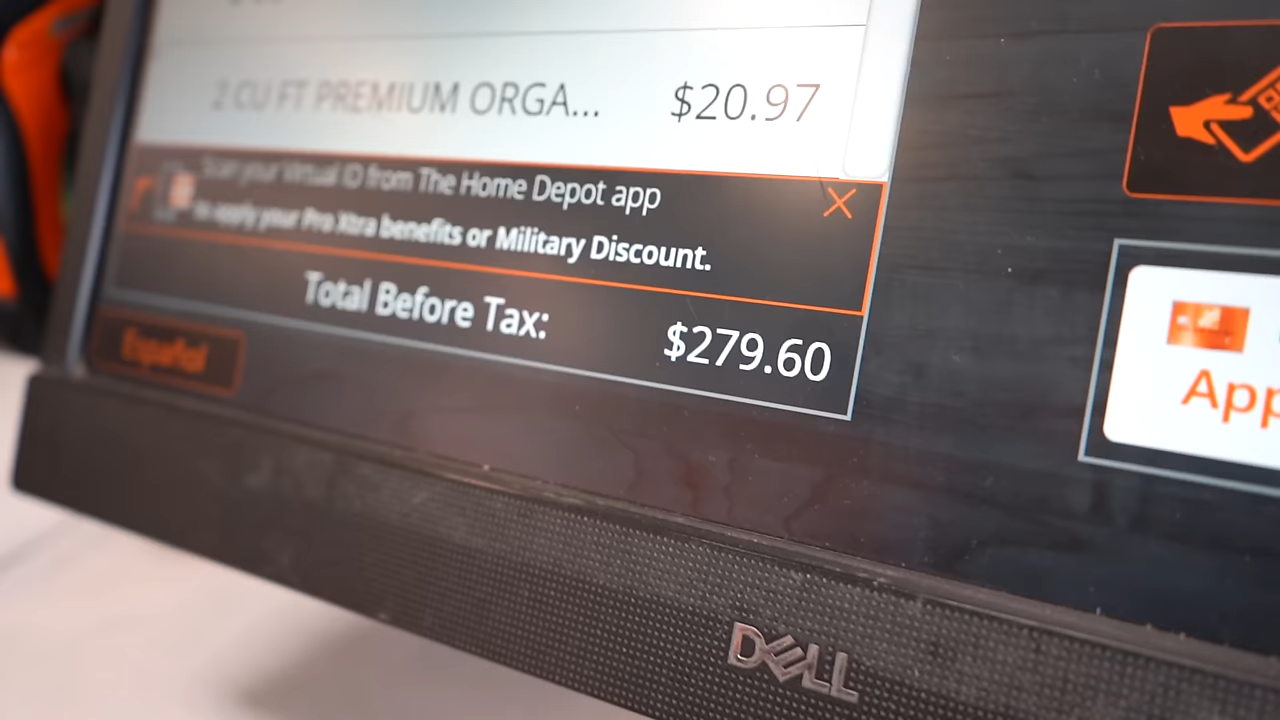 2 CU FT PREMIUM ORGA... $20.97
Scan your Virtual ID from The Home Depot app
to apply your Pro Xtra benefits or Military Discount.
Total Before Tax: $279.60
Español
App
DELL